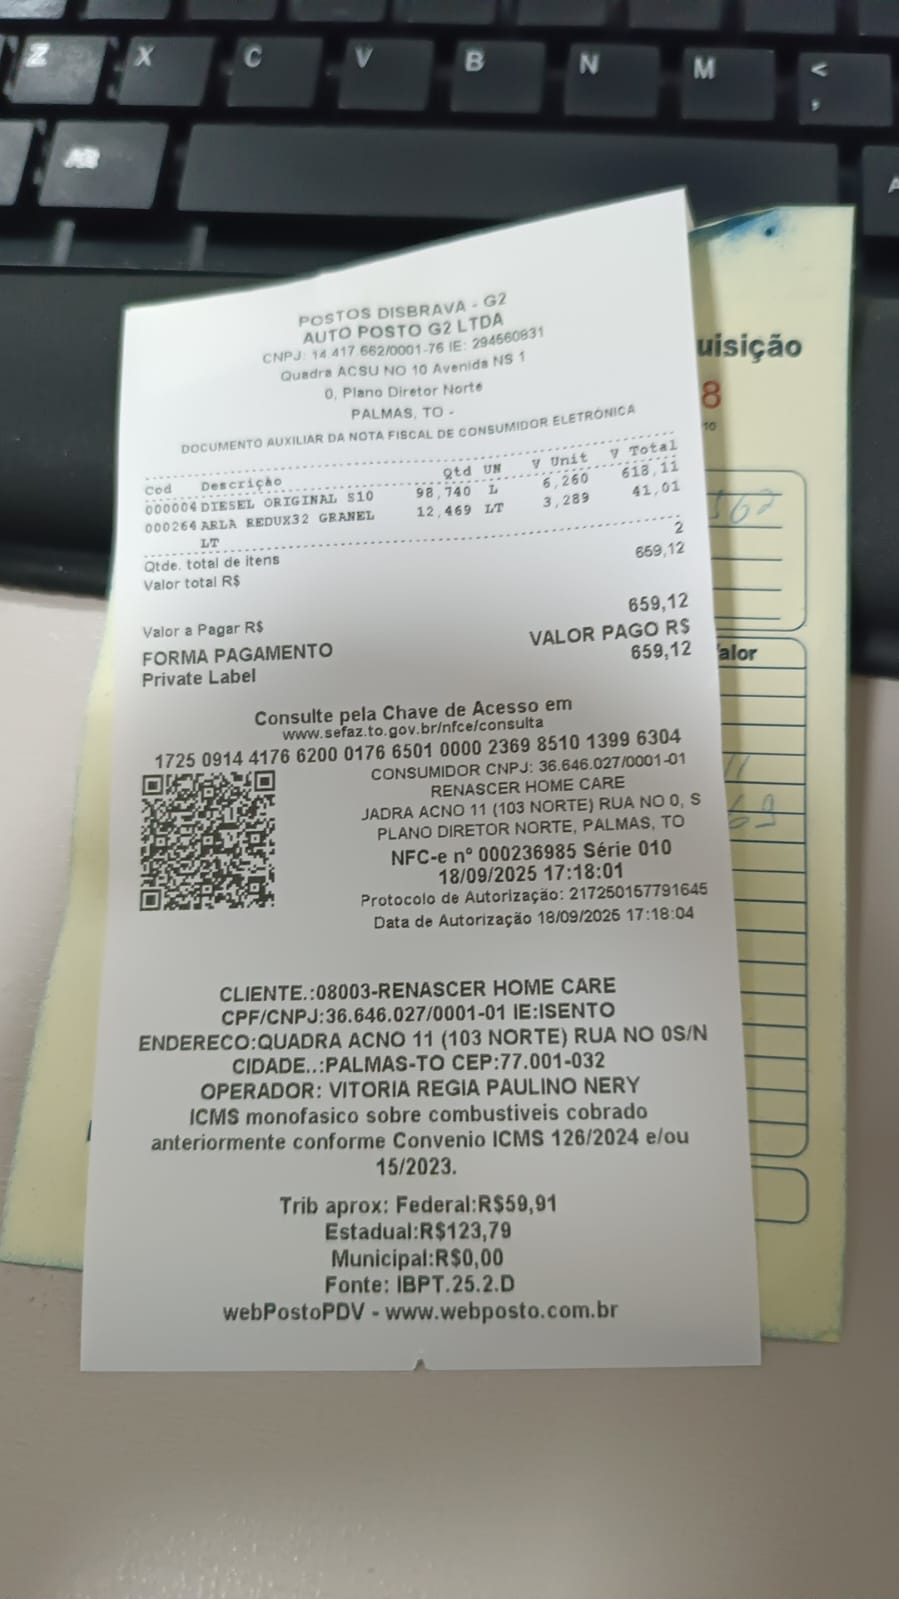 Z X C V B N M < ,
Alt
POSTOS DISBRAVA - G2
AUTO POSTO G2 LTDA
CNPJ: 14.417.662/0001-76 IE: 294560831
Quadra ACSU NO 10 Avenida NS 1
0, Plano Diretor Norte
PALMAS, TO -
DOCUMENTO AUXILIAR DA NOTA FISCAL DE CONSUMIDOR ELETRÔNICA
Cod Descrição Qtd UN V Unit V Total
000004 DIESEL ORIGINAL S10 98,740 L 6,260 618,11
000264 ARLA REDUX32 GRANEL 12,469 LT 3,289 41,01
LT
Qtde. total de itens 2
Valor total R$ 659,12
Valor a Pagar R$ 659,12
FORMA PAGAMENTO VALOR PAGO R$
Private Label 659,12
Consulte pela Chave de Acesso em
www.sefaz.to.gov.br/nfce/consulta
1725 0914 4176 6200 0176 6501 0000 2369 8510 1399 6304
CONSUMIDOR CNPJ: 36.646.027/0001-01
RENASCER HOME CARE
JADRA ACNO 11 (103 NORTE) RUA NO 0, S
PLANO DIRETOR NORTE, PALMAS, TO
NFC-e nº 000236985 Série 010
18/09/2025 17:18:01
Protocolo de Autorização: 217250157791645
Data de Autorização 18/09/2025 17:18:04
CLIENTE.:08003-RENASCER HOME CARE
CPF/CNPJ:36.646.027/0001-01 IE:ISENTO
ENDERECO:QUADRA ACNO 11 (103 NORTE) RUA NO 0S/N
CIDADE..:PALMAS-TO CEP:77.001-032
OPERADOR: VITORIA REGIA PAULINO NERY
ICMS monofasico sobre combustiveis cobrado
anteriormente conforme Convenio ICMS 126/2024 e/ou
15/2023.
Trib aprox: Federal:R$59,91
Estadual:R$123,79
Municipal:R$0,00
Fonte: IBPT.25.2.D
webPostoPDV - www.webposto.com.br
uisição
8
10
alor
11
69